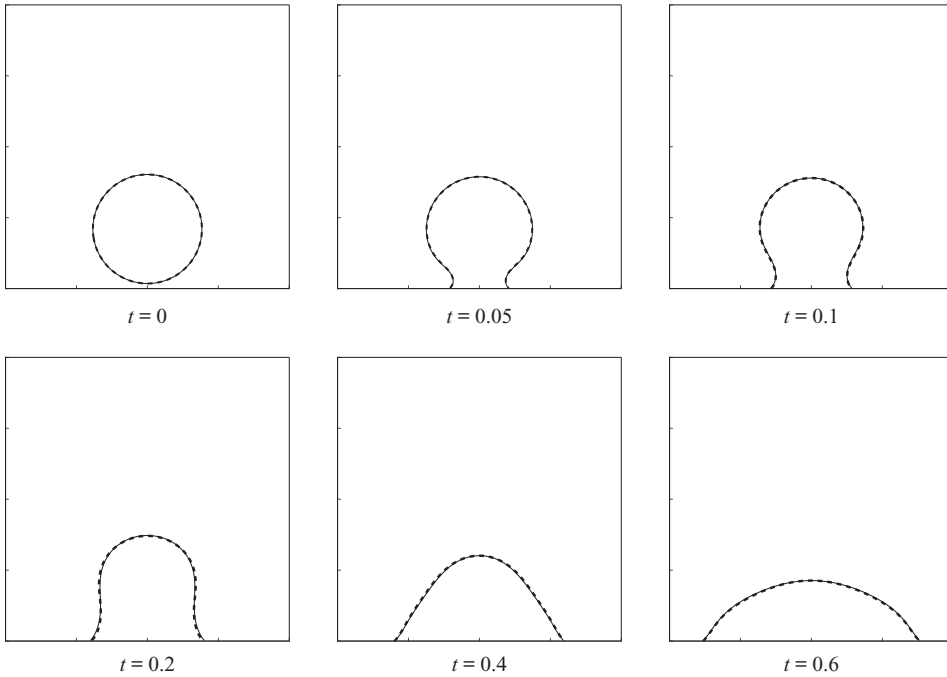 t = 0
t = 0.05
t = 0.1
t = 0.2
t = 0.4
t = 0.6